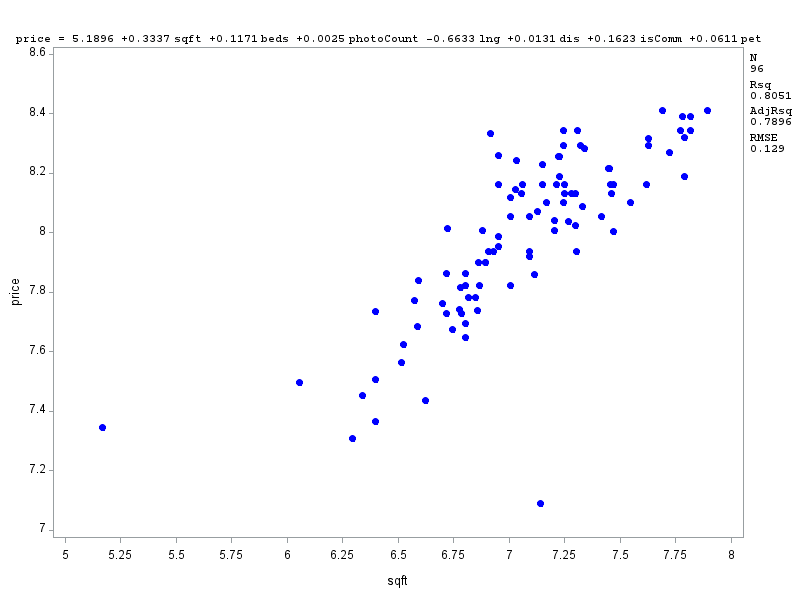 price = 5.1896 +0.3337 sqft +0.1171 beds +0.0025 photoCount -0.6633 lng +0.0131 dis +0.1623 isComm +0.0611 pet
N
96
Rsq
0.8051
AdjRsq
0.7896
RMSE
0.129
8.6
8.4
8.2
8
7.8
7.6
7.4
7.2
7
price
5 5.25 5.5 5.75 6 6.25 6.5 6.75 7 7.25 7.5 7.75 8
sqft